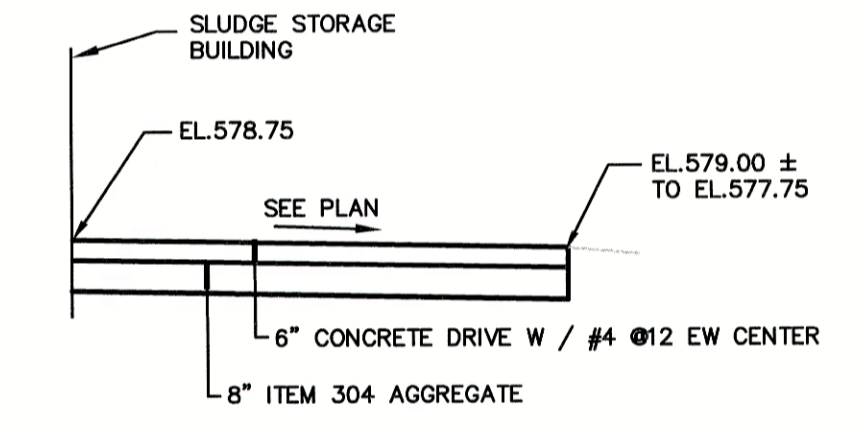 SLUDGE STORAGE
BUILDING
EL.578.75
EL.579.00 ±
TO EL.577.75
SEE PLAN
6" CONCRETE DRIVE W / #4 @12 EW CENTER
8" ITEM 304 AGGREGATE